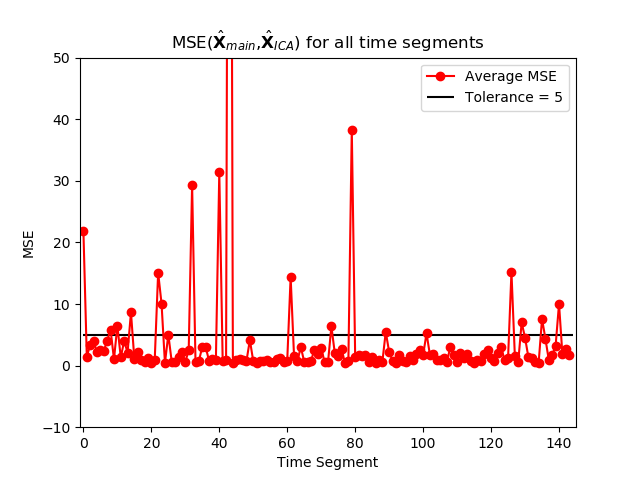 MSE(X̂main,X̂ICA) for all time segments
Average MSE
Tolerance = 5
50
40
30
20
10
0
−10
MSE
0 20 40 60 80 100 120 140
Time Segment